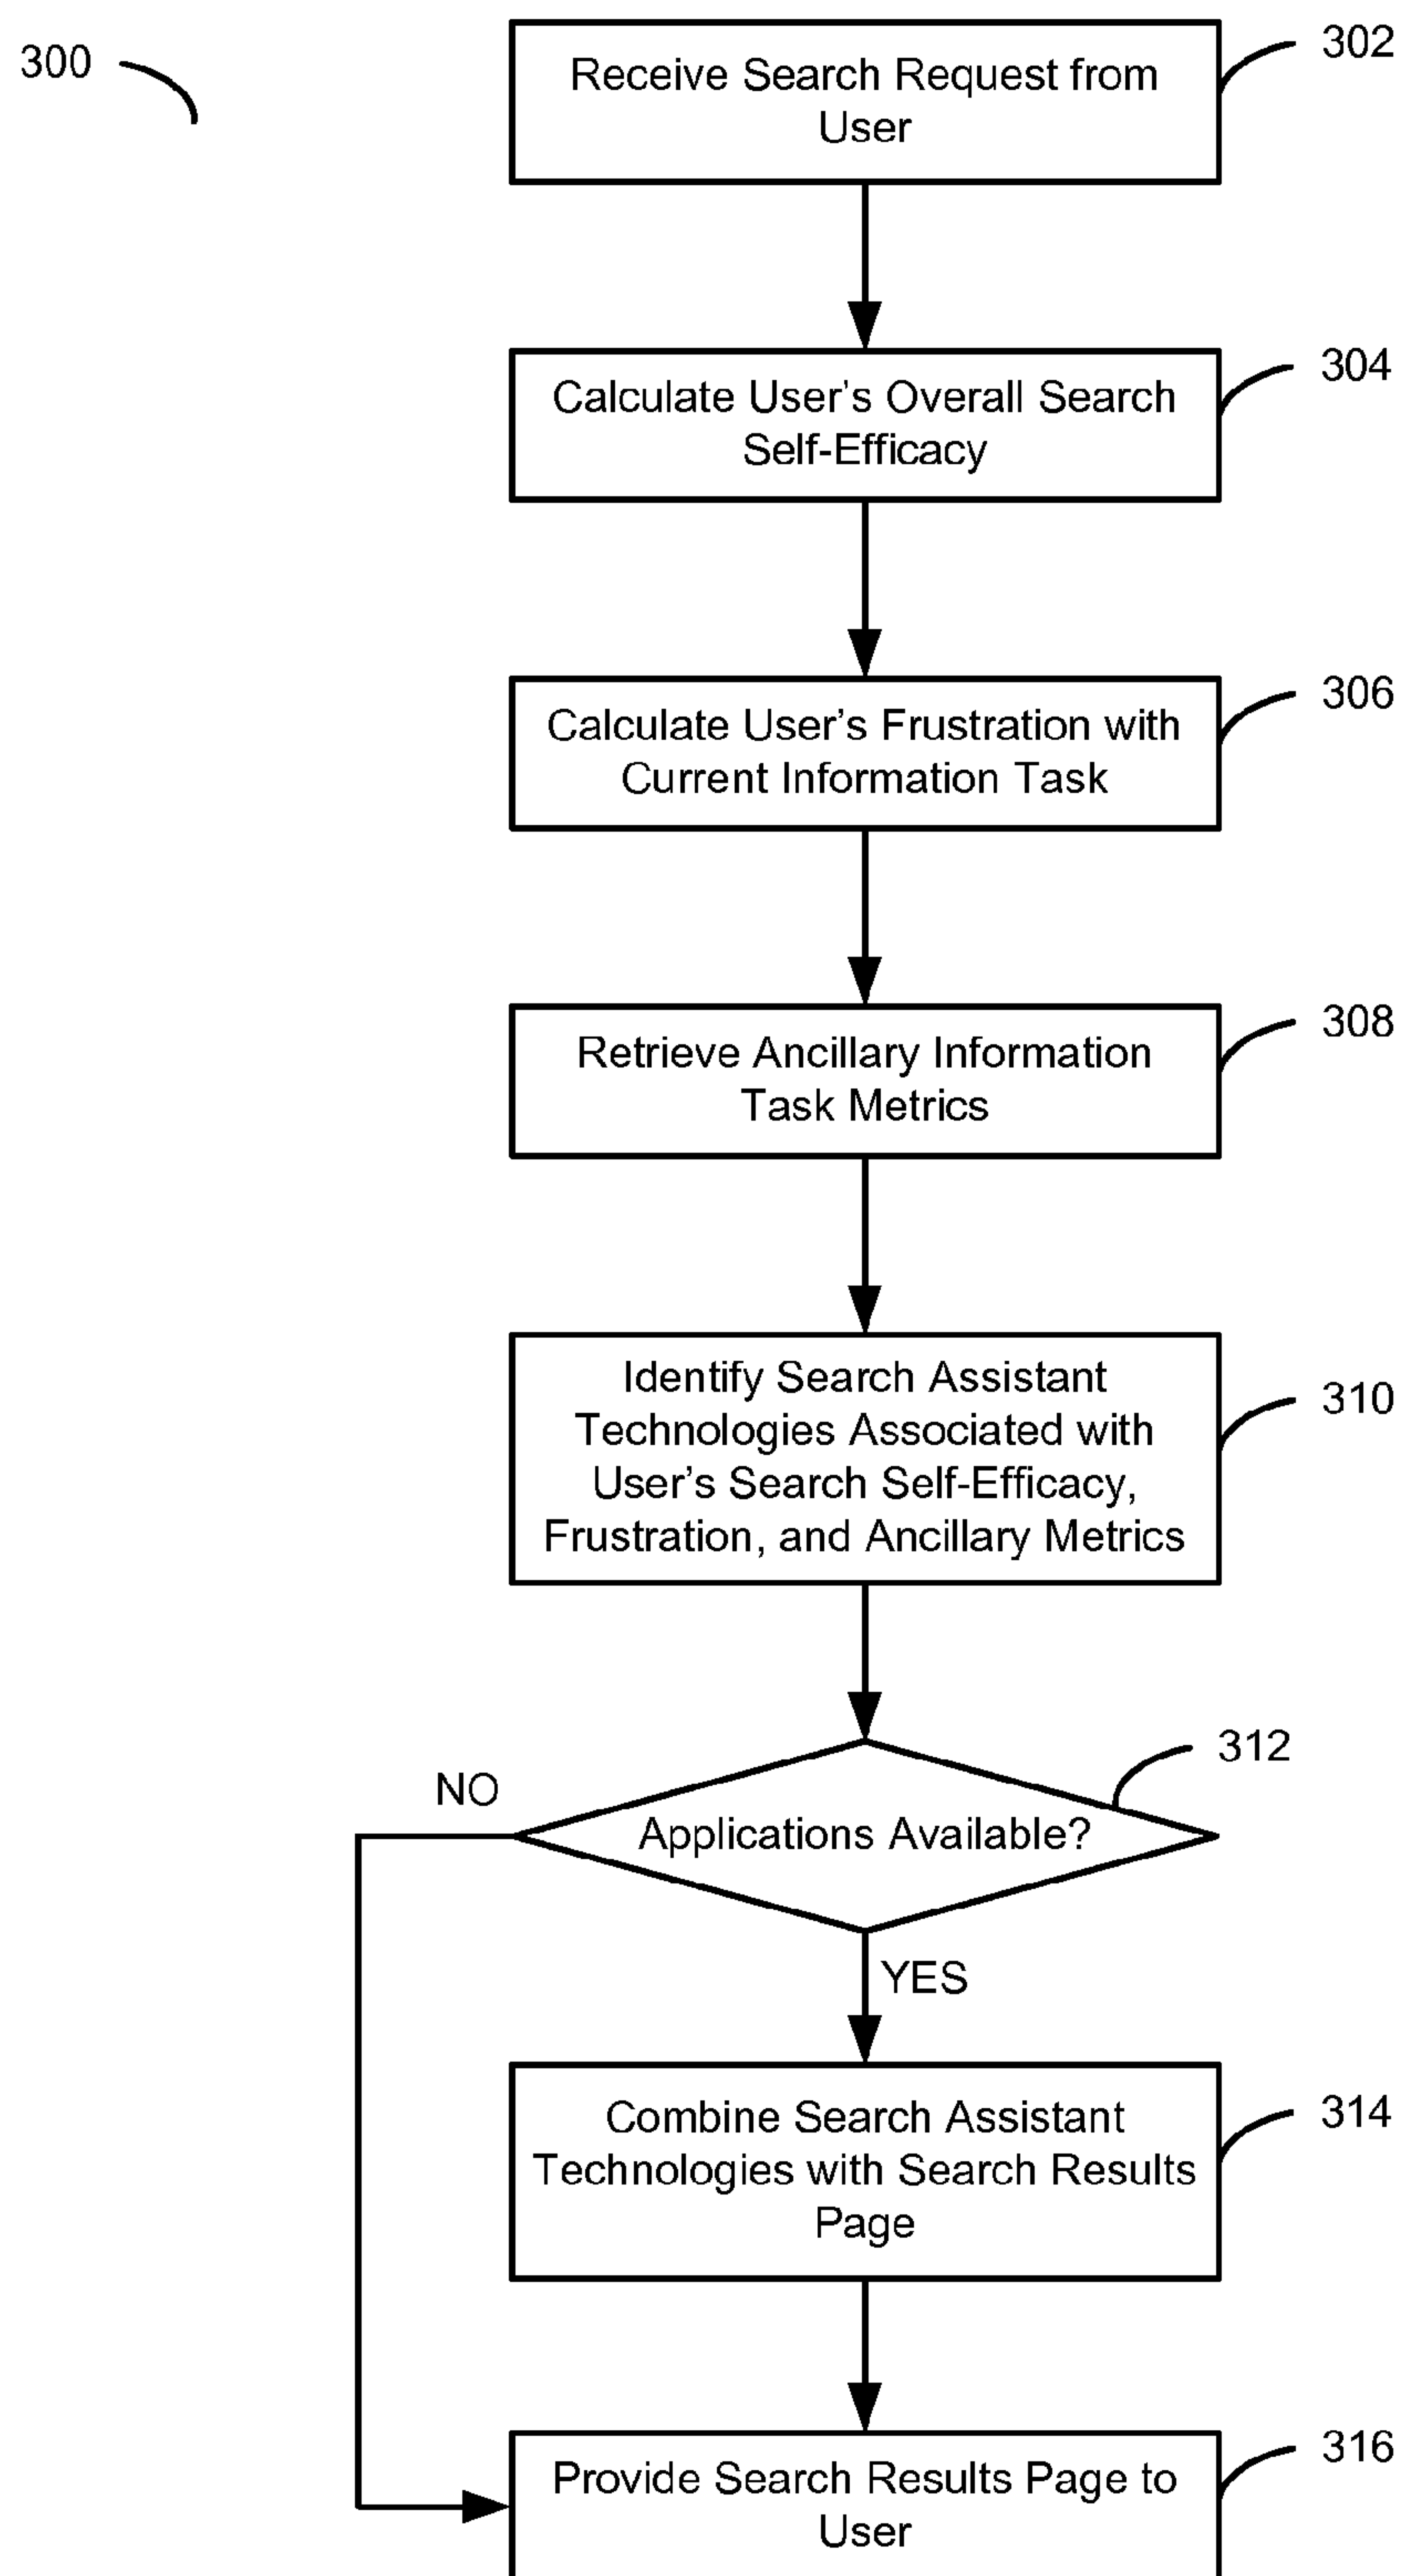 300
Receive Search Request from
User
302
Calculate User's Overall Search
Self-Efficacy
304
Calculate User's Frustration with
Current Information Task
306
Retrieve Ancillary Information
Task Metrics
308
Identify Search Assistant
Technologies Associated with
User's Search Self-Efficacy,
Frustration, and Ancillary Metrics
310
312
NO
Applications Available?
YES
Combine Search Assistant
Technologies with Search Results
Page
314
Provide Search Results Page to
User
316